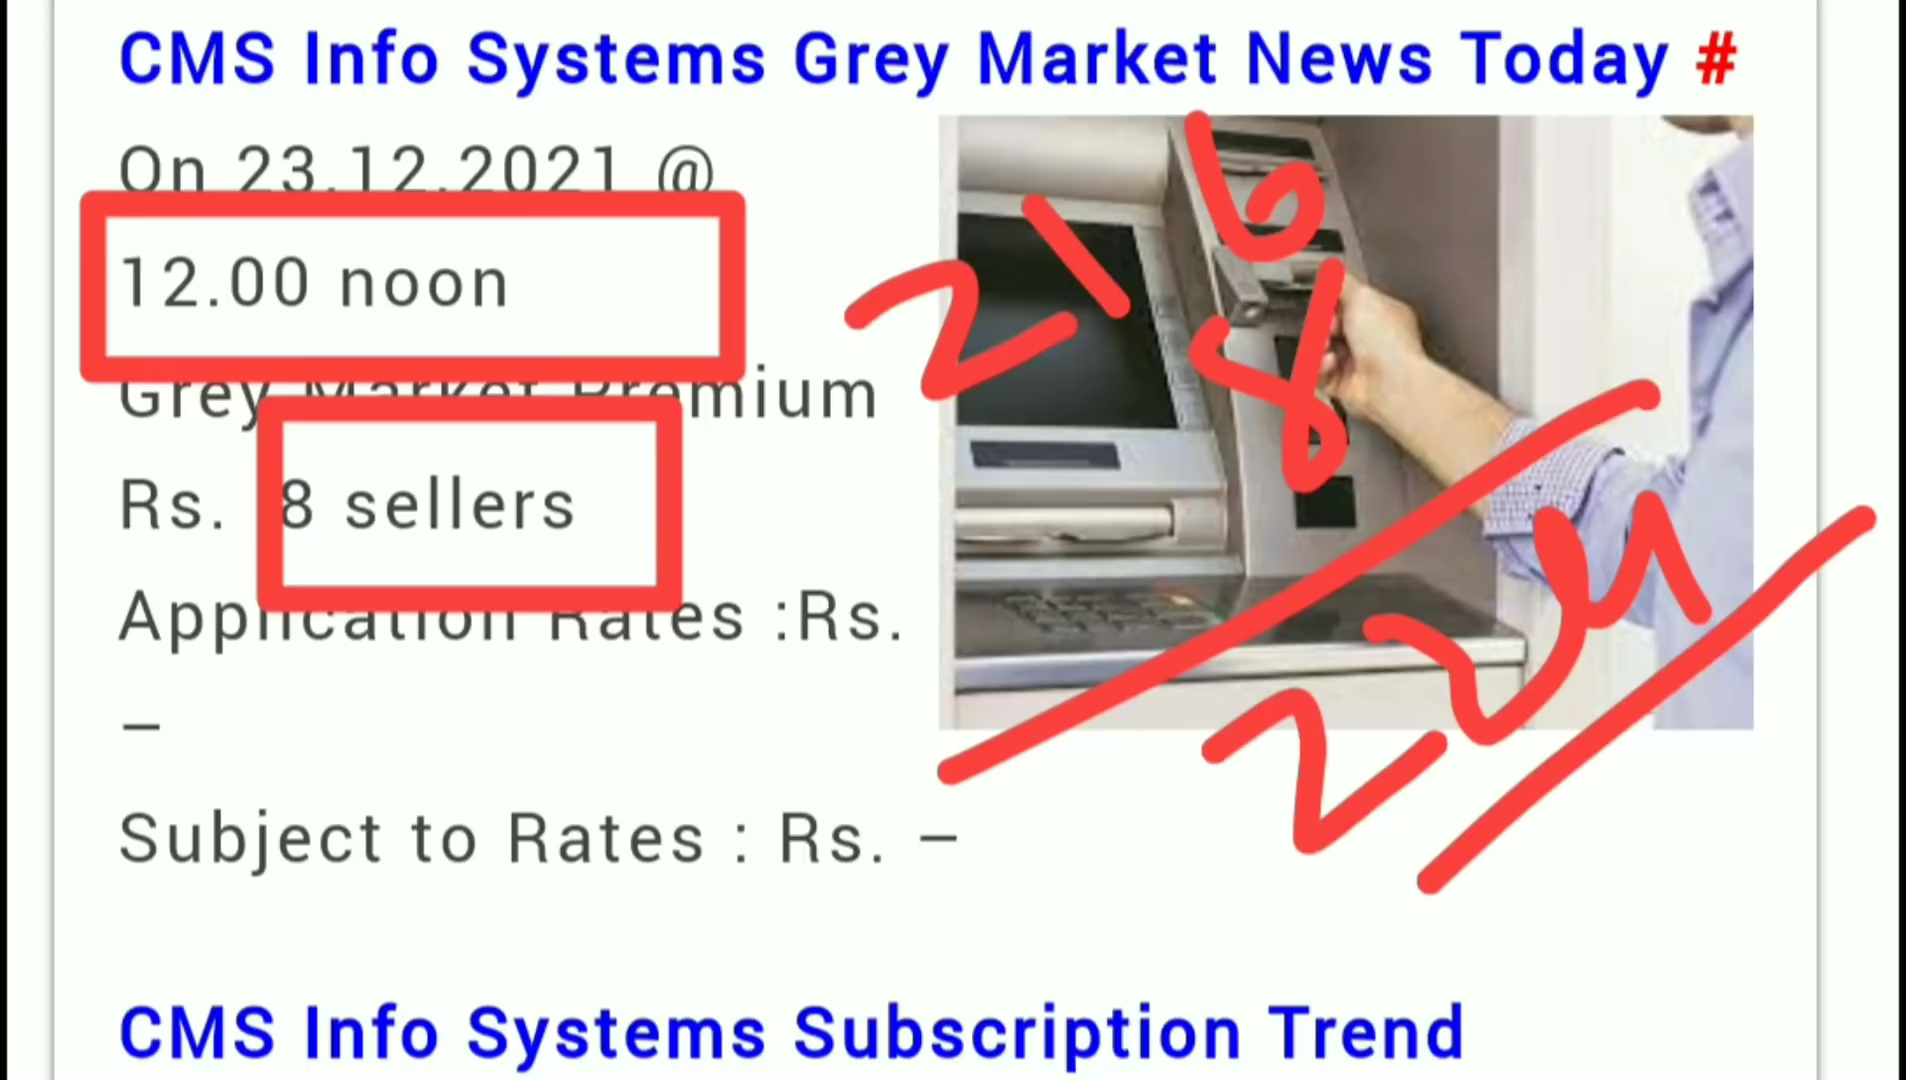 CMS Info Systems Grey Market News Today #
On 23.12.2021 @
12.00 noon
Grey Market Premium
Rs. 8 sellers
Application Rates :Rs.
–
Subject to Rates : Rs. –
216
8
224
CMS Info Systems Subscription Trend